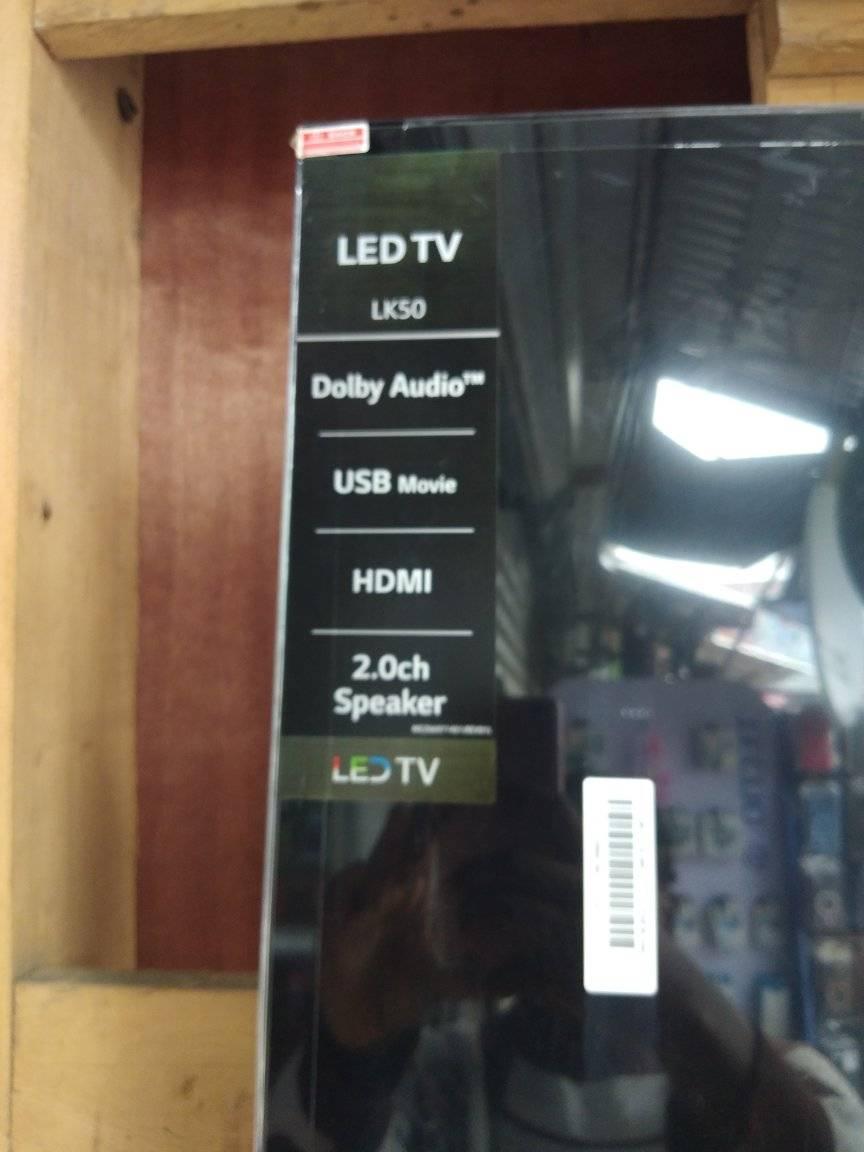 LED TV
LK50
Dolby Audio™
USB Movie
HDMI
2.0ch
Speaker
LED TV